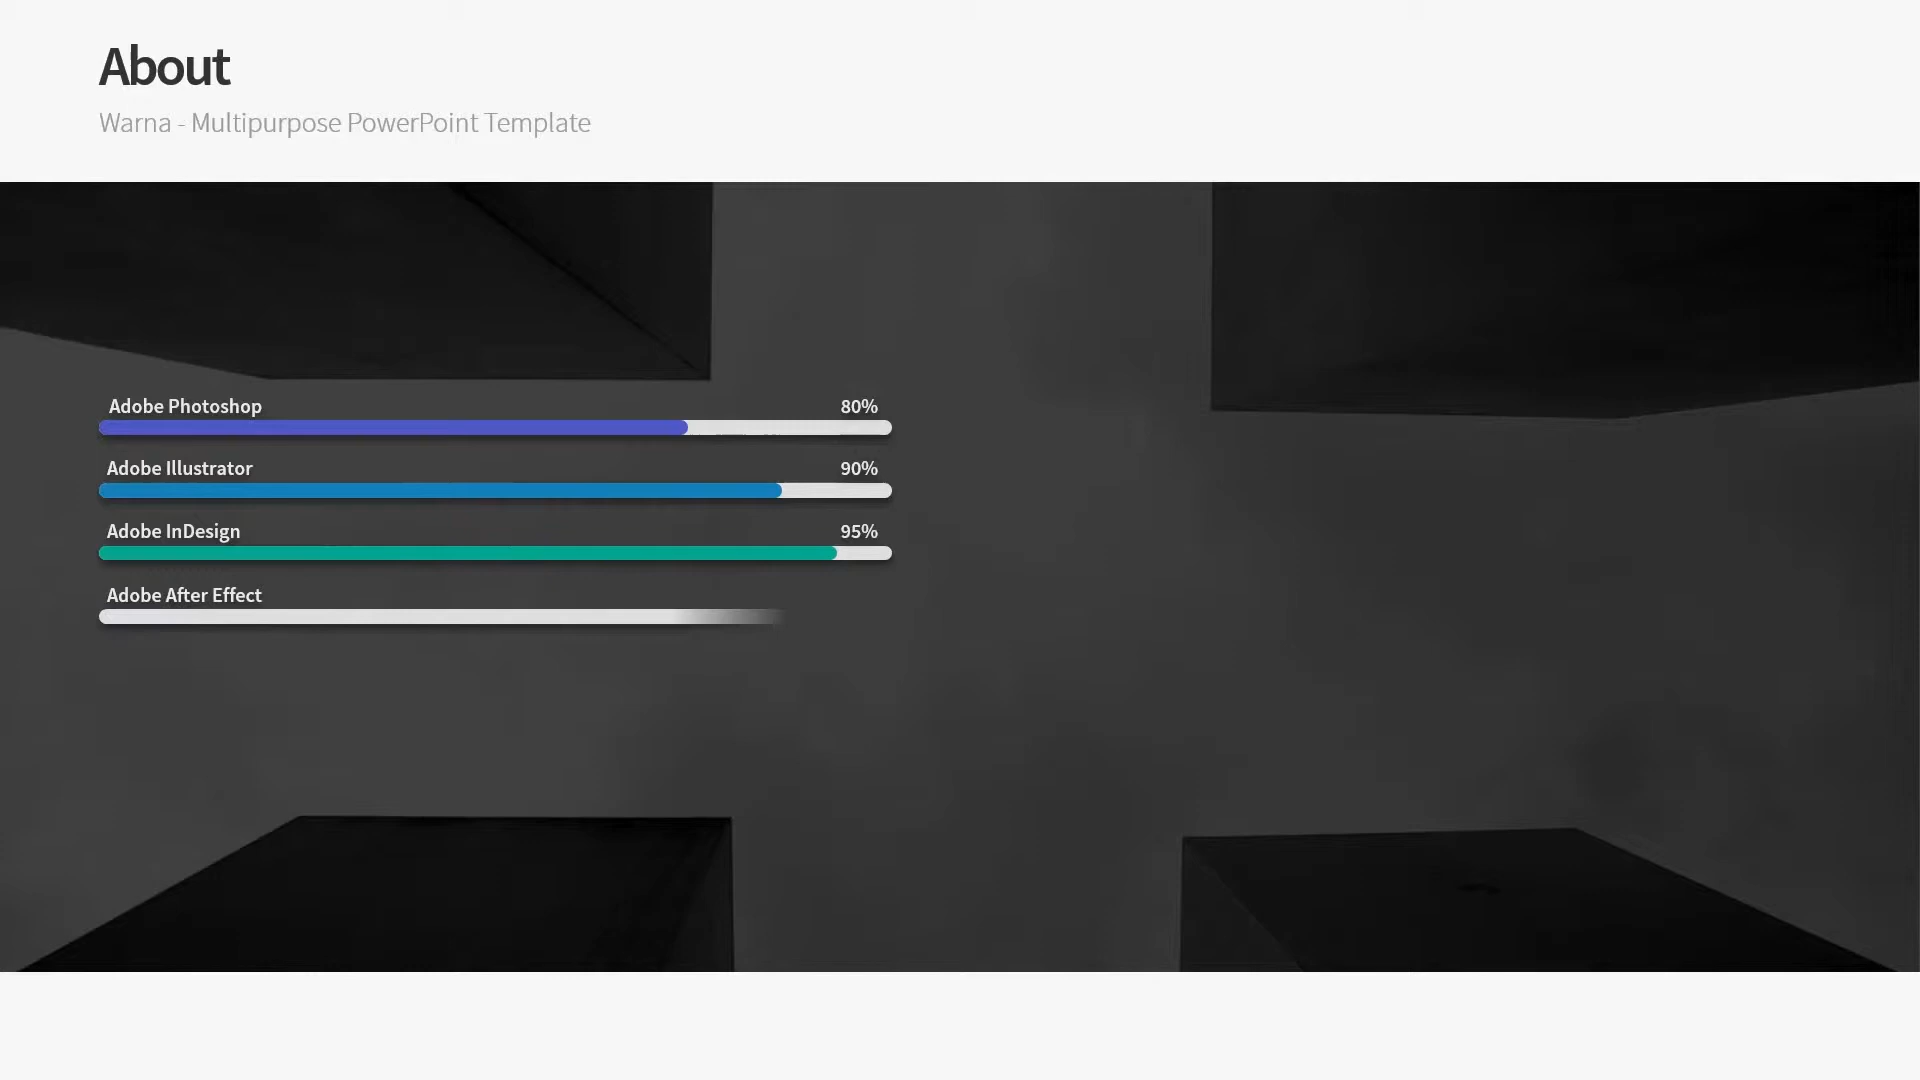 About
Warna - Multipurpose PowerPoint Template
Adobe Photoshop 80%
Adobe Illustrator 90%
Adobe InDesign 95%
Adobe After Effect